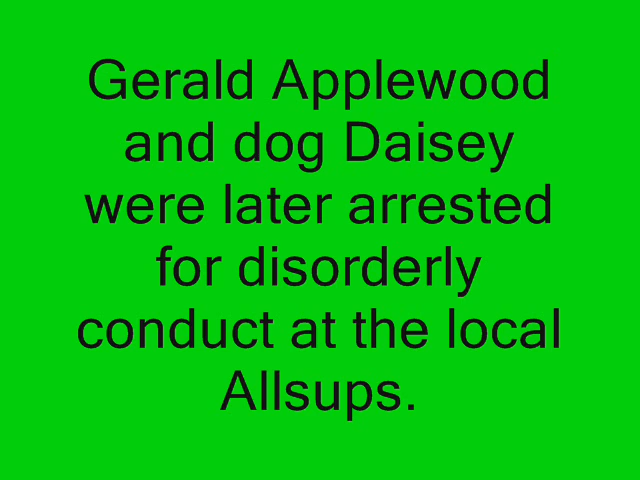 Gerald Applewood
and dog Daisey
were later arrested
for disorderly
conduct at the local
Allsups.